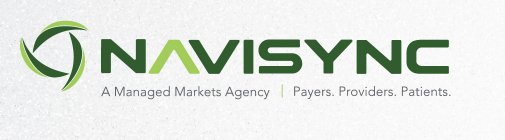 NAVISYNC
A Managed Markets Agency | Payers. Providers. Patients.